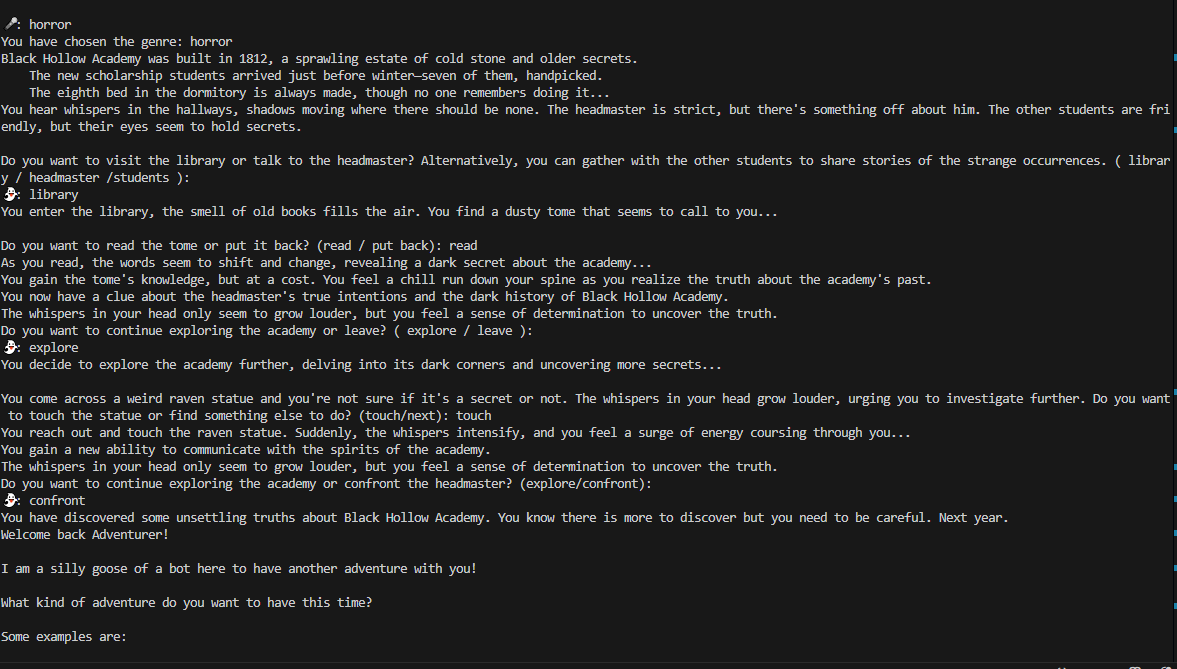 🎤: horror
You have chosen the genre: horror
Black Hollow Academy was built in 1812, a sprawling estate of cold stone and older secrets.
    The new scholarship students arrived just before winter—seven of them, handpicked.
    The eighth bed in the dormitory is always made, though no one remembers doing it...
You hear whispers in the hallways, shadows moving where there should be none. The headmaster is strict, but there's something off about him. The other students are fri
endly, but their eyes seem to hold secrets.
Do you want to visit the library or talk to the headmaster? Alternatively, you can gather with the other students to share stories of the strange occurrences. ( librar
y / headmaster /students ):
👻: library
You enter the library, the smell of old books fills the air. You find a dusty tome that seems to call to you...
Do you want to read the tome or put it back? (read / put back): read
As you read, the words seem to shift and change, revealing a dark secret about the academy...
You gain the tome's knowledge, but at a cost. You feel a chill run down your spine as you realize the truth about the academy's past.
You now have a clue about the headmaster's true intentions and the dark history of Black Hollow Academy.
The whispers in your head only seem to grow louder, but you feel a sense of determination to uncover the truth.
Do you want to continue exploring the academy or leave? ( explore / leave ):
👻: explore
You decide to explore the academy further, delving into its dark corners and uncovering more secrets...
You come across a weird raven statue and you're not sure if it's a secret or not. The whispers in your head grow louder, urging you to investigate further. Do you want
 to touch the statue or find something else to do? (touch/next): touch
You reach out and touch the raven statue. Suddenly, the whispers intensify, and you feel a surge of energy coursing through you...
You gain a new ability to communicate with the spirits of the academy.
The whispers in your head only seem to grow louder, but you feel a sense of determination to uncover the truth.
Do you want to continue exploring the academy or confront the headmaster? (explore/confront):
👻: confront
You have discovered some unsettling truths about Black Hollow Academy. You know there is more to discover but you need to be careful. Next year.
Welcome back Adventurer!
I am a silly goose of a bot here to have another adventure with you!
What kind of adventure do you want to have this time?
Some examples are: